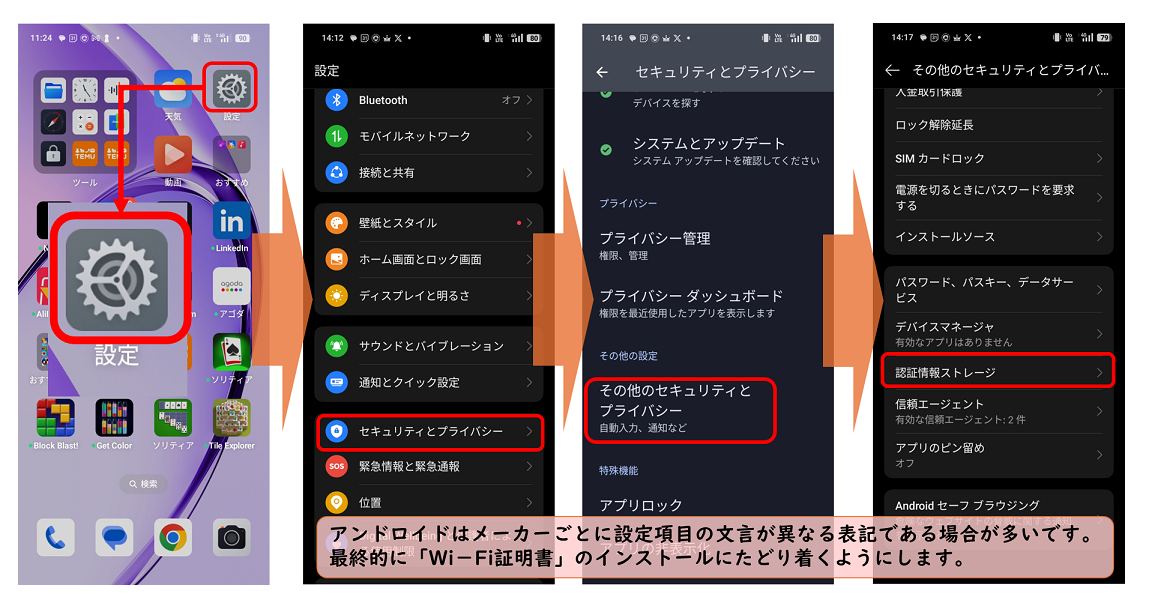 11:24
90
天気
設定
ツール
動画
おすすめ
TEMU
TEMU
in
LinkedIn
agoda
アゴダ
設定
ソリティア
Block Blast!
Get Color
ソリティア
Tile Explorer
検索
14:12
80
設定
Bluetooth
オフ
モバイルネットワーク
接続と共有
壁紙とスタイル
ホーム画面とロック画面
ディスプレイと明るさ
サウンドとバイブレーション
通知とクイック設定
セキュリティとプライバシー
SOS
緊急情報と緊急通報
位置
14:16
80
セキュリティとプライバシー
デバイスを探す
システムとアップデート
システム アップデートを確認してください
プライバシー
プライバシー管理
権限、管理
プライバシー ダッシュボード
権限を最近使用したアプリを表示します
その他の設定
その他のセキュリティと
プライバシー
自動入力、通知など
特殊機能
アプリロック
14:17
79
その他のセキュリティとプライバ...
入金取引保護
ロック解除延長
SIM カードロック
電源を切るときにパスワードを要求
する
インストールソース
パスワード、パスキー、データサー
ビス
デバイスマネージャ
有効なアプリはありません
認証情報ストレージ
信頼エージェント
有効な信頼エージェント: 2 件
アプリのピン留め
オフ
Android セーフ ブラウジング
アンドロイドはメーカーごとに設定項目の文言が異なる表記である場合が多いです。
最終的に「Wi－Fi証明書」のインストールにたどり着くようにします。